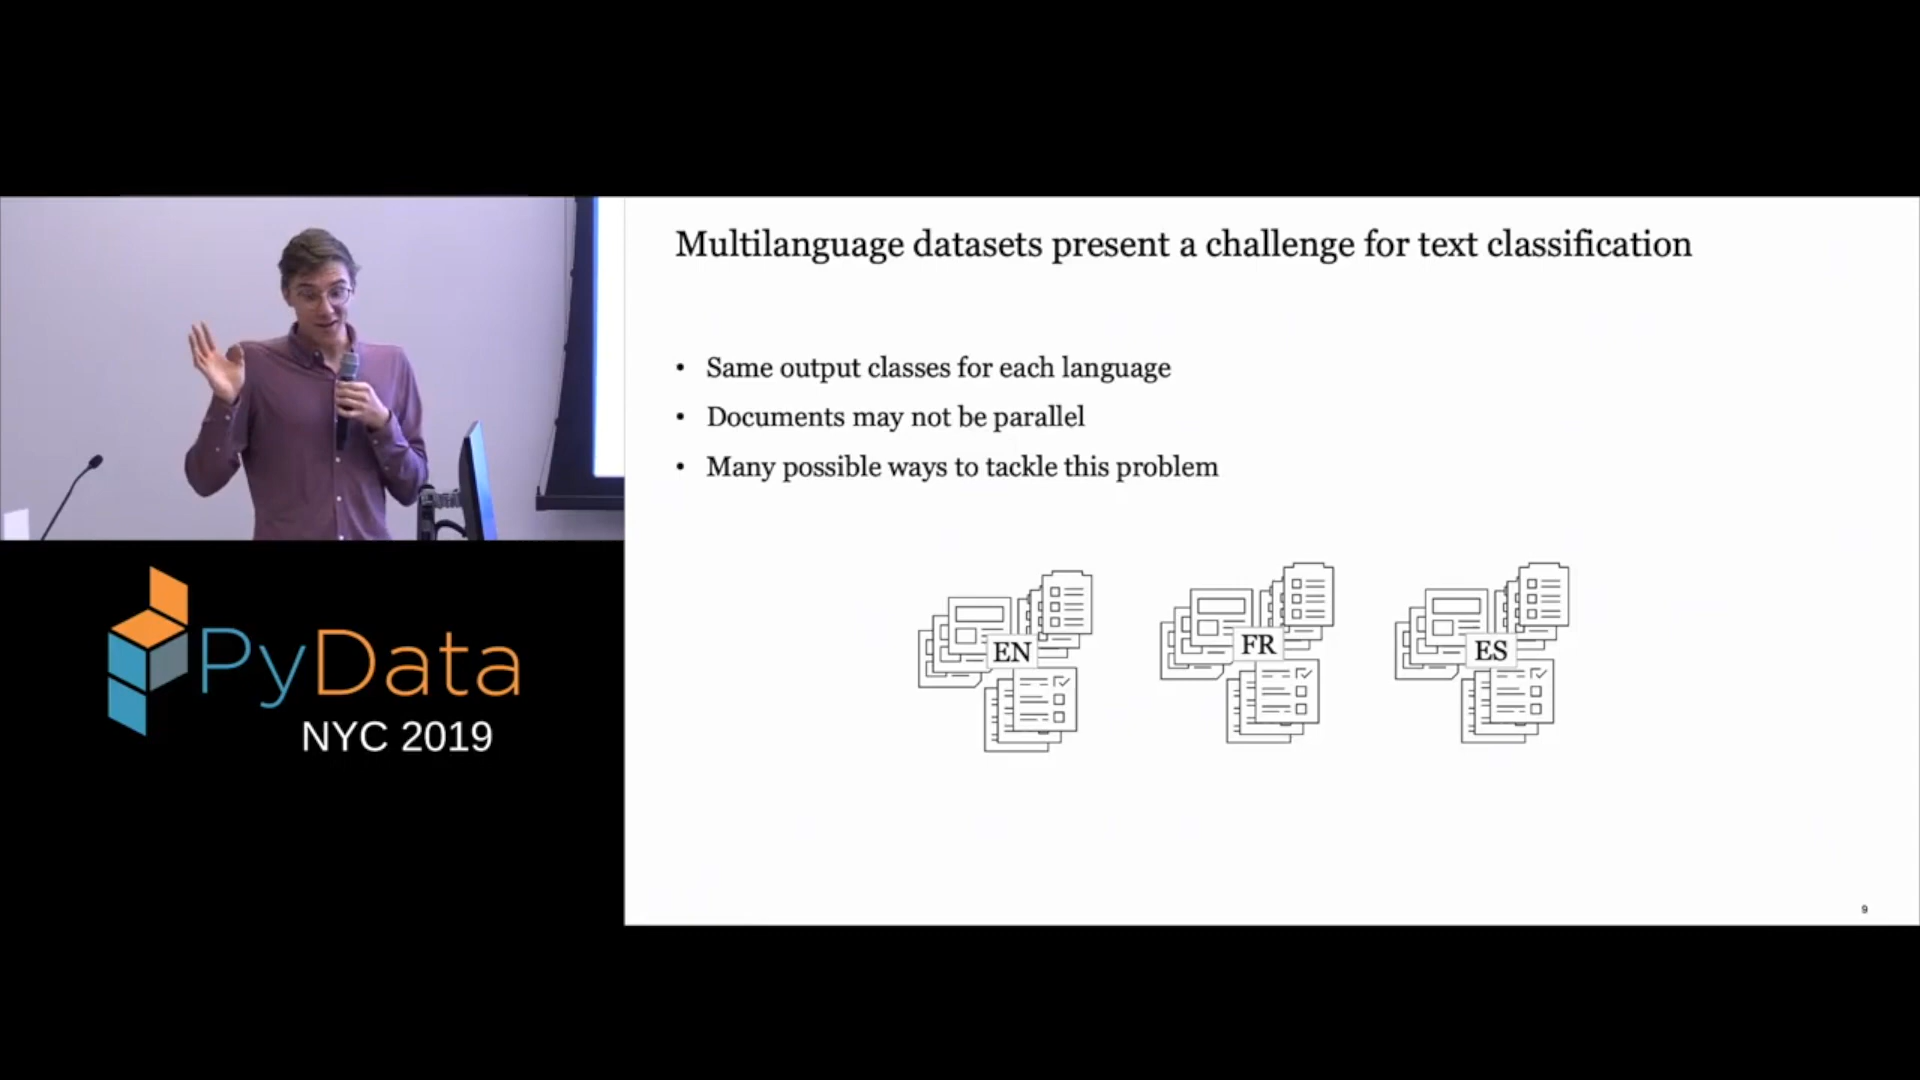 Multilanguage datasets present a challenge for text classification
• Same output classes for each language
• Documents may not be parallel
• Many possible ways to tackle this problem
EN
FR
ES
9
PyData
NYC 2019